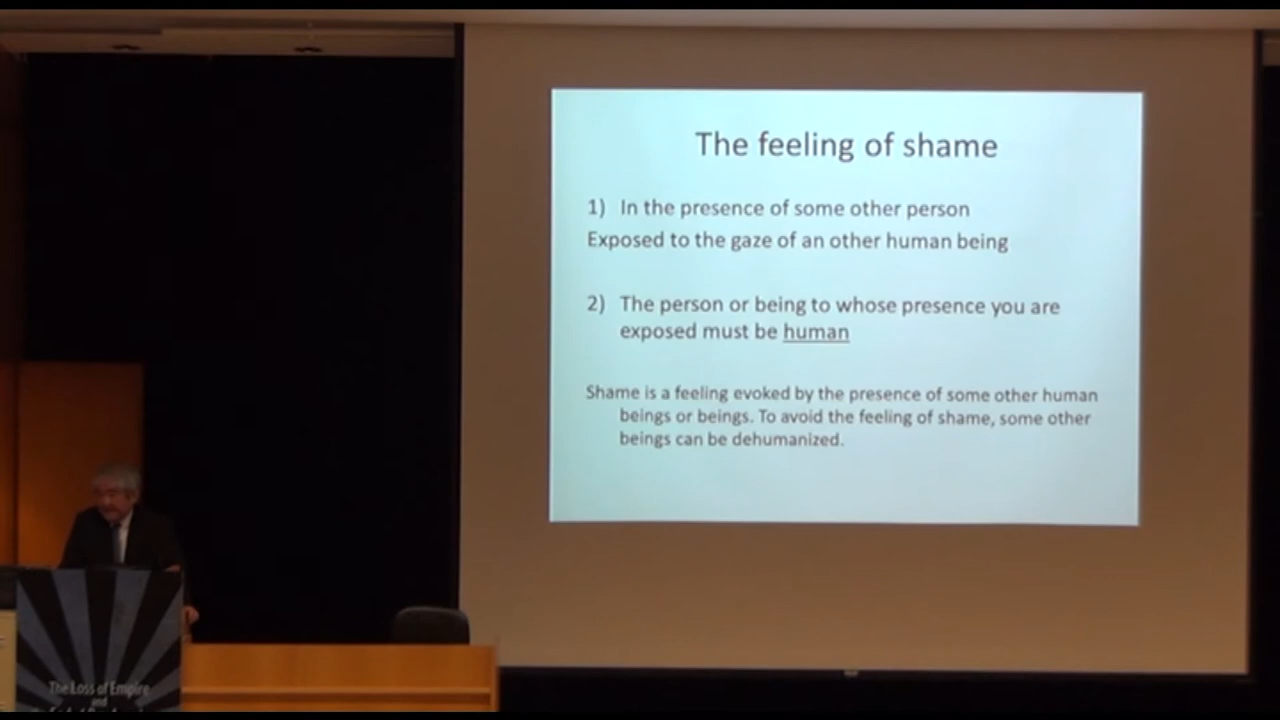 The feeling of shame
1) In the presence of some other person
Exposed to the gaze of an other human being
2) The person or being to whose presence you are
exposed must be human
Shame is a feeling evoked by the presence of some other human
beings or beings. To avoid the feeling of shame, some other
beings can be dehumanized.
The Loss of Empire
and